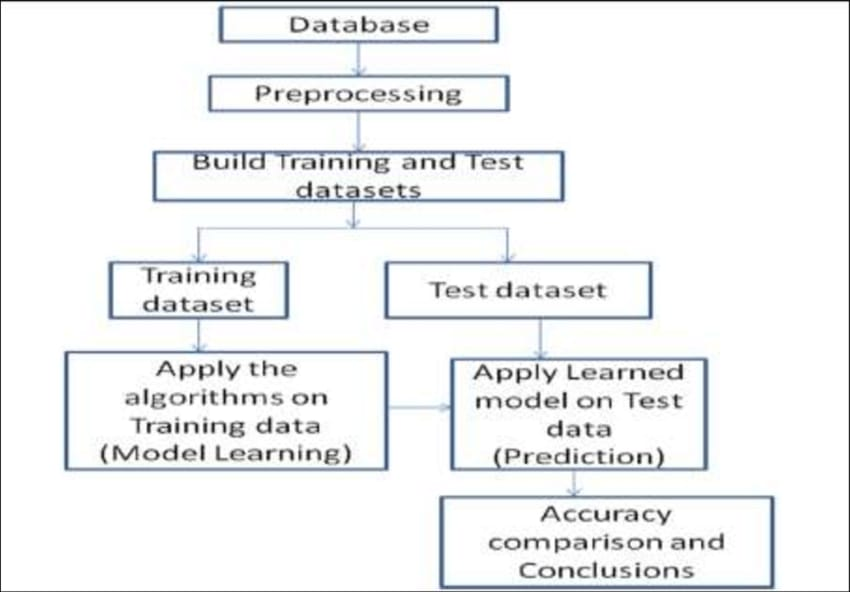 Database
Preprocessing
Build Training and Test
datasets
Training
dataset
Test dataset
Apply the
algorithms on
Training data
(Model Learning)
Apply Learned
model on Test
data
(Prediction)
Accuracy
comparison and
Conclusions